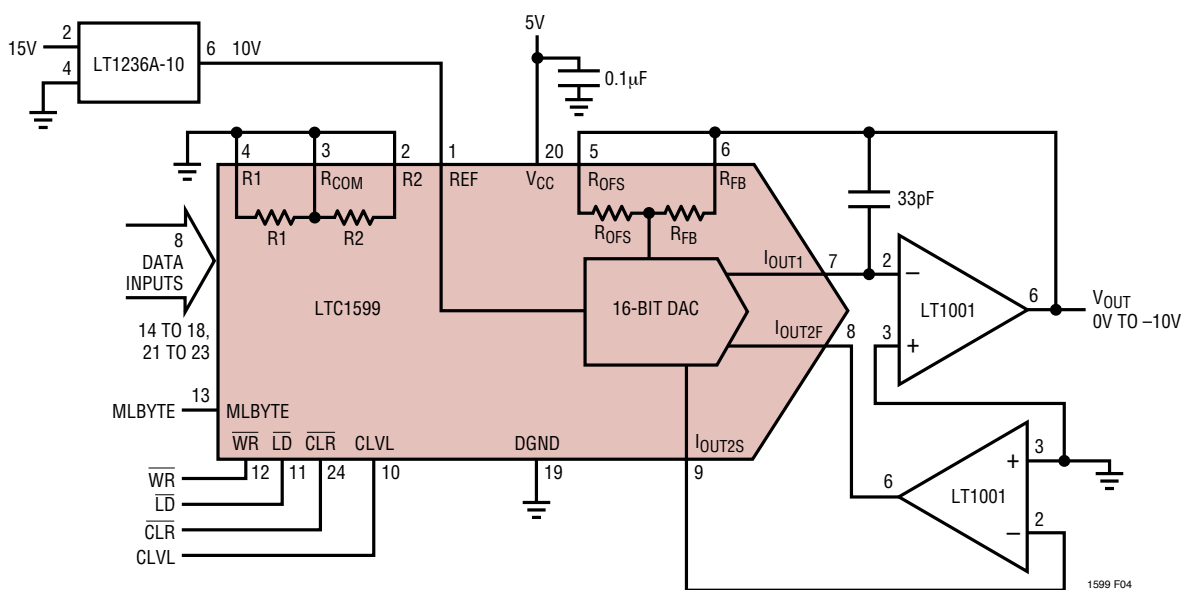 5V
15V
2
4
LT1236A-10
6
10V
0.1µF
4
3
2
1
20
5
6
R1
RCOM
R2
REF
VCC
ROFS
RFB
R1
R2
ROFS
RFB
33pF
8
DATA
INPUTS
14 TO 18,
21 TO 23
LTC1599
16-BIT DAC
IOUT1
7
IOUT2F
8
2
−
3
+
LT1001
6
VOUT
0V TO –10V
MLBYTE
13
MLBYTE
WR
LD
CLR
CLVL
DGND
IOUT2S
12
11
24
10
19
9
WR
LD
CLR
CLVL
6
LT1001
+
3
−
2
1599 F04